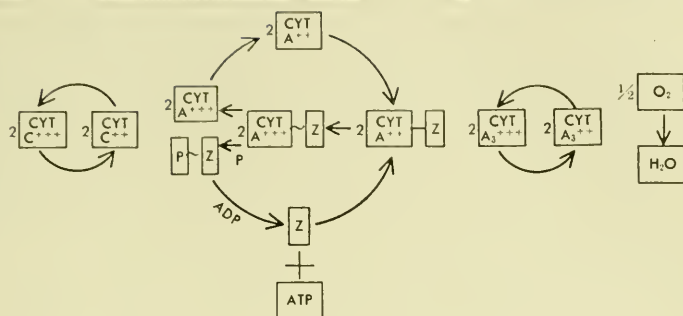 2 CYT A++
2 CYT C+++
2 CYT C++
2 CYT A+++
2 CYT A+++ ~ Z
2 CYT A++ — Z
2 CYT A₃+++
2 CYT A₃++
½ O₂
P ~ Z
P
H₂O
ADP
Z
+
ATP